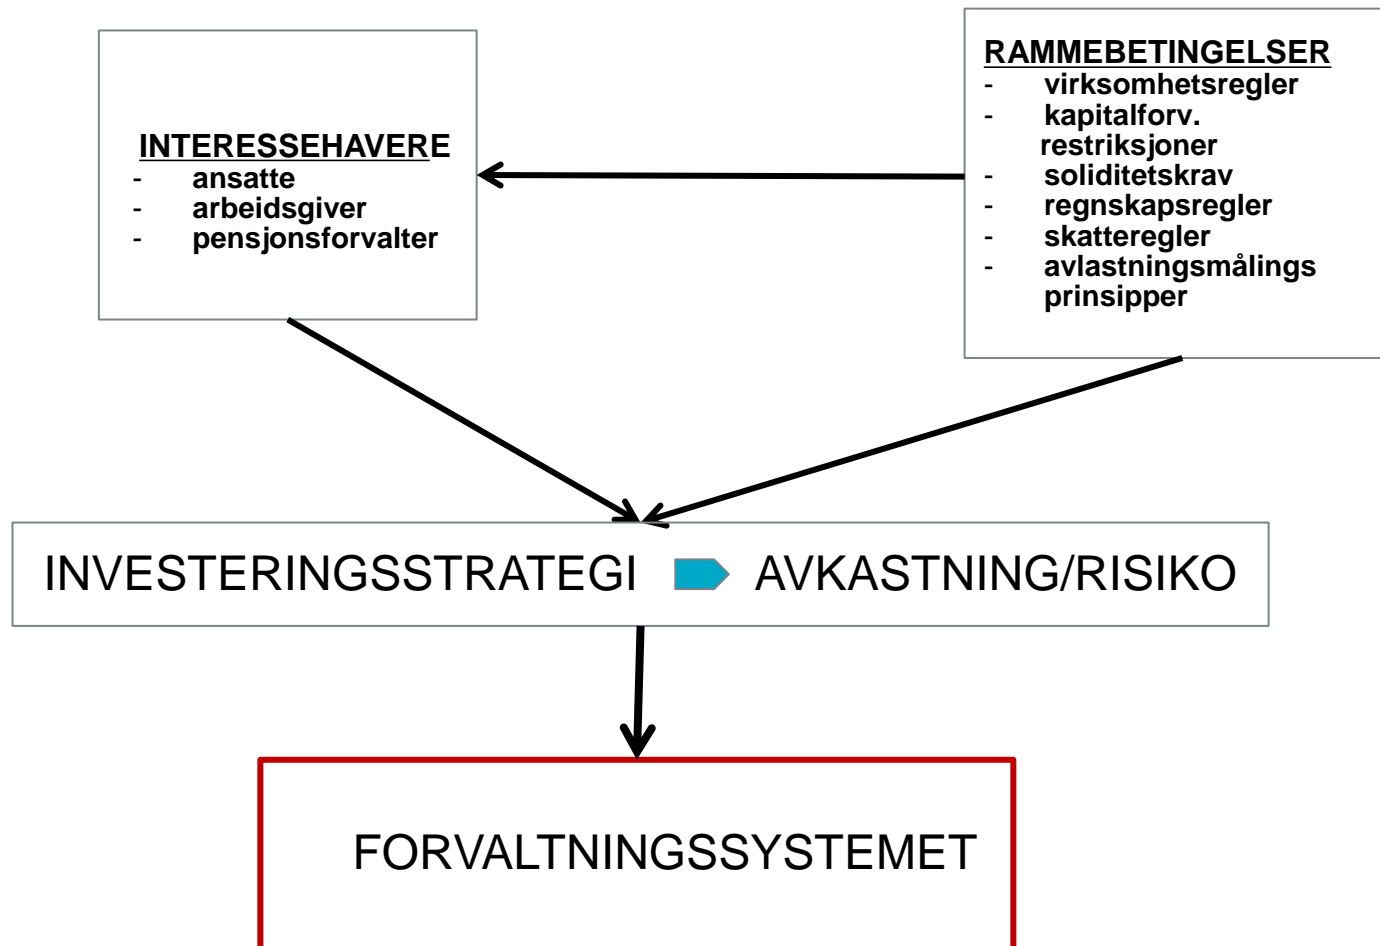 INTERESSEHAVERE
- ansatte
- arbeidsgiver
- pensjonsforvalter
RAMMEBETINGELSER
- virksomhetsregler
- kapitalforv.
restriksjoner
- soliditetskrav
- regnskapsregler
- skatteregler
- avlastningsmålings
prinsipper
INVESTERINGSSTRATEGI AVKASTNING/RISIKO
FORVALTNINGSSYSTEMET